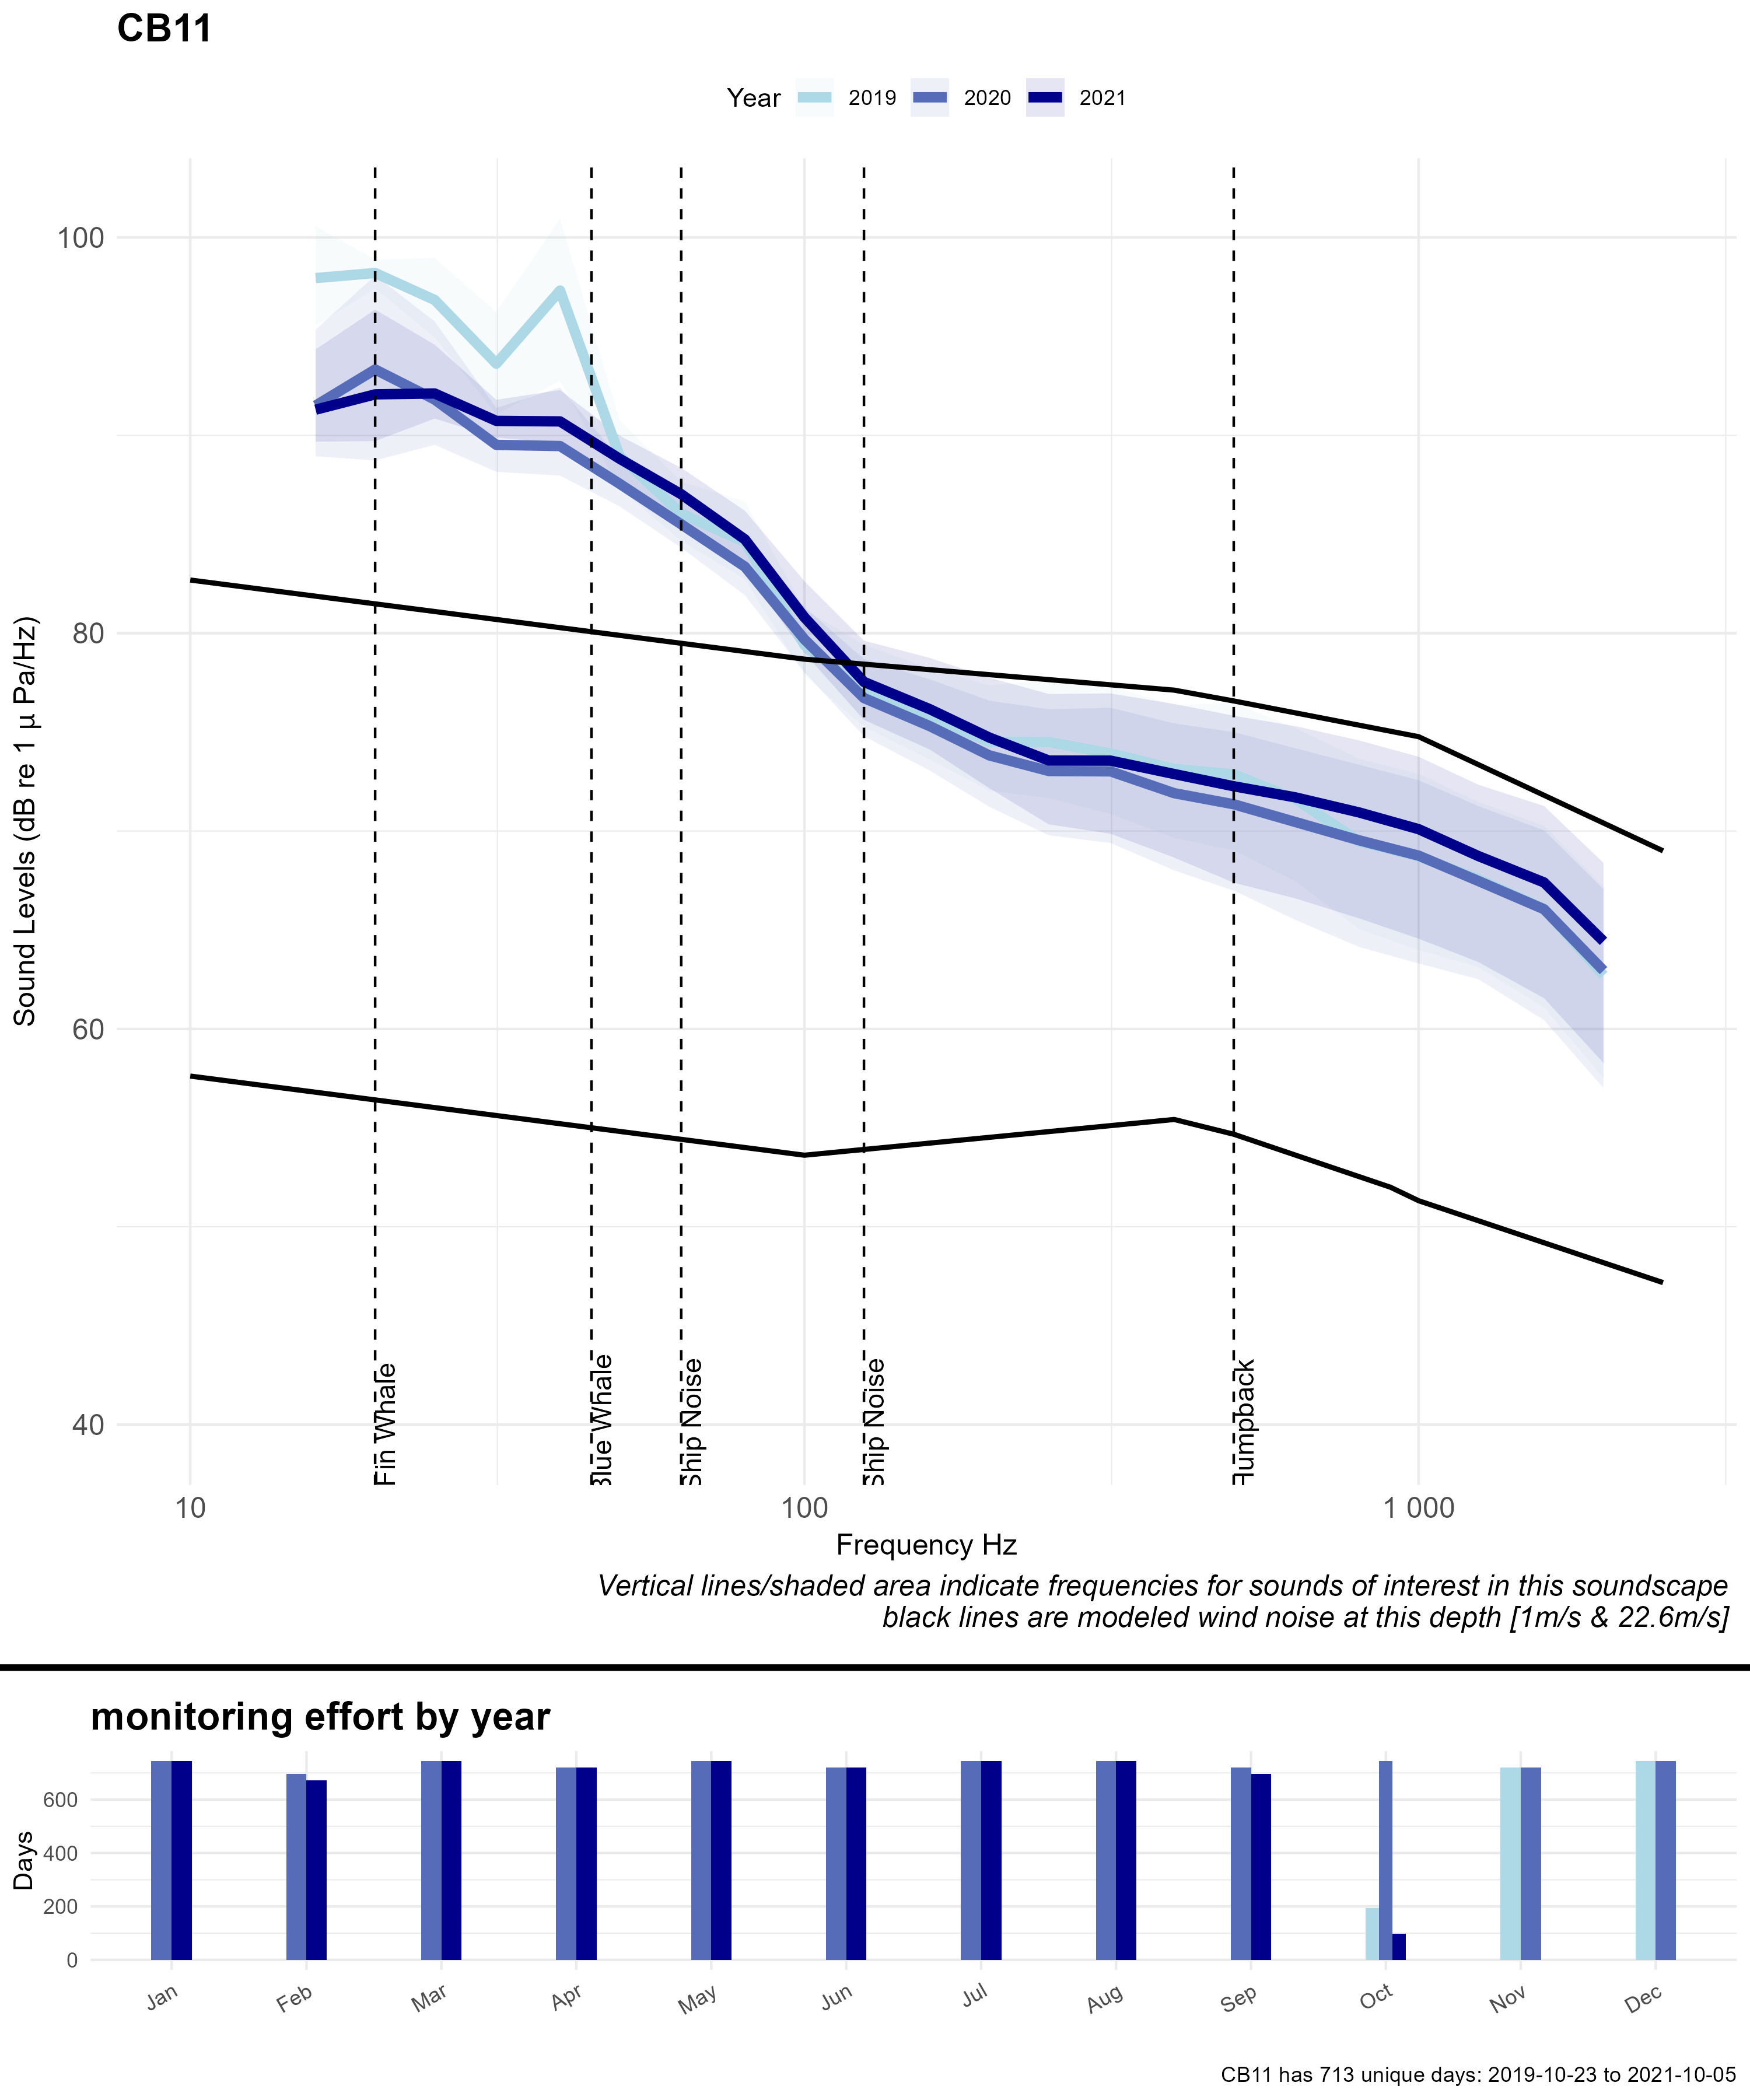 CB11
Year 2019 2020 2021
100
80
60
40
Sound Levels (dB re 1 µ Pa/Hz)
Fin Whale
Blue Whale
Ship Noise
Ship Noise
Humpback
10 100 1 000
Frequency Hz
Vertical lines/shaded area indicate frequencies for sounds of interest in this soundscape
black lines are modeled wind noise at this depth [1m/s & 22.6m/s]
monitoring effort by year
600
400
200
0
Days
Jan Feb Mar Apr May Jun Jul Aug Sep Oct Nov Dec
CB11 has 713 unique days: 2019-10-23 to 2021-10-05